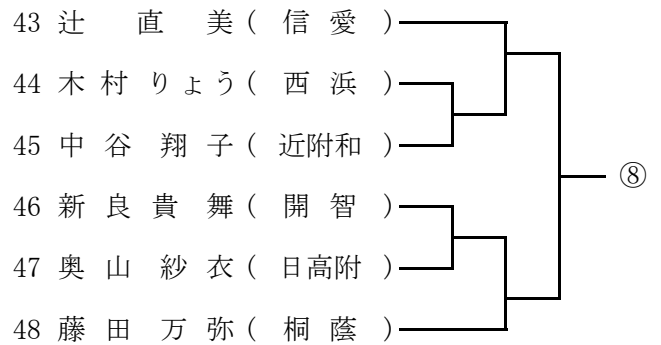 43 辻 直 美 ( 信 愛 )
44 木 村 りょう ( 西 浜 )
45 中 谷 翔 子 ( 近附和 )
⑧
46 新 良 貴 舞 ( 開 智 )
47 奥 山 紗 衣 ( 日高附 )
48 藤 田 万 弥 ( 桐 蔭 )